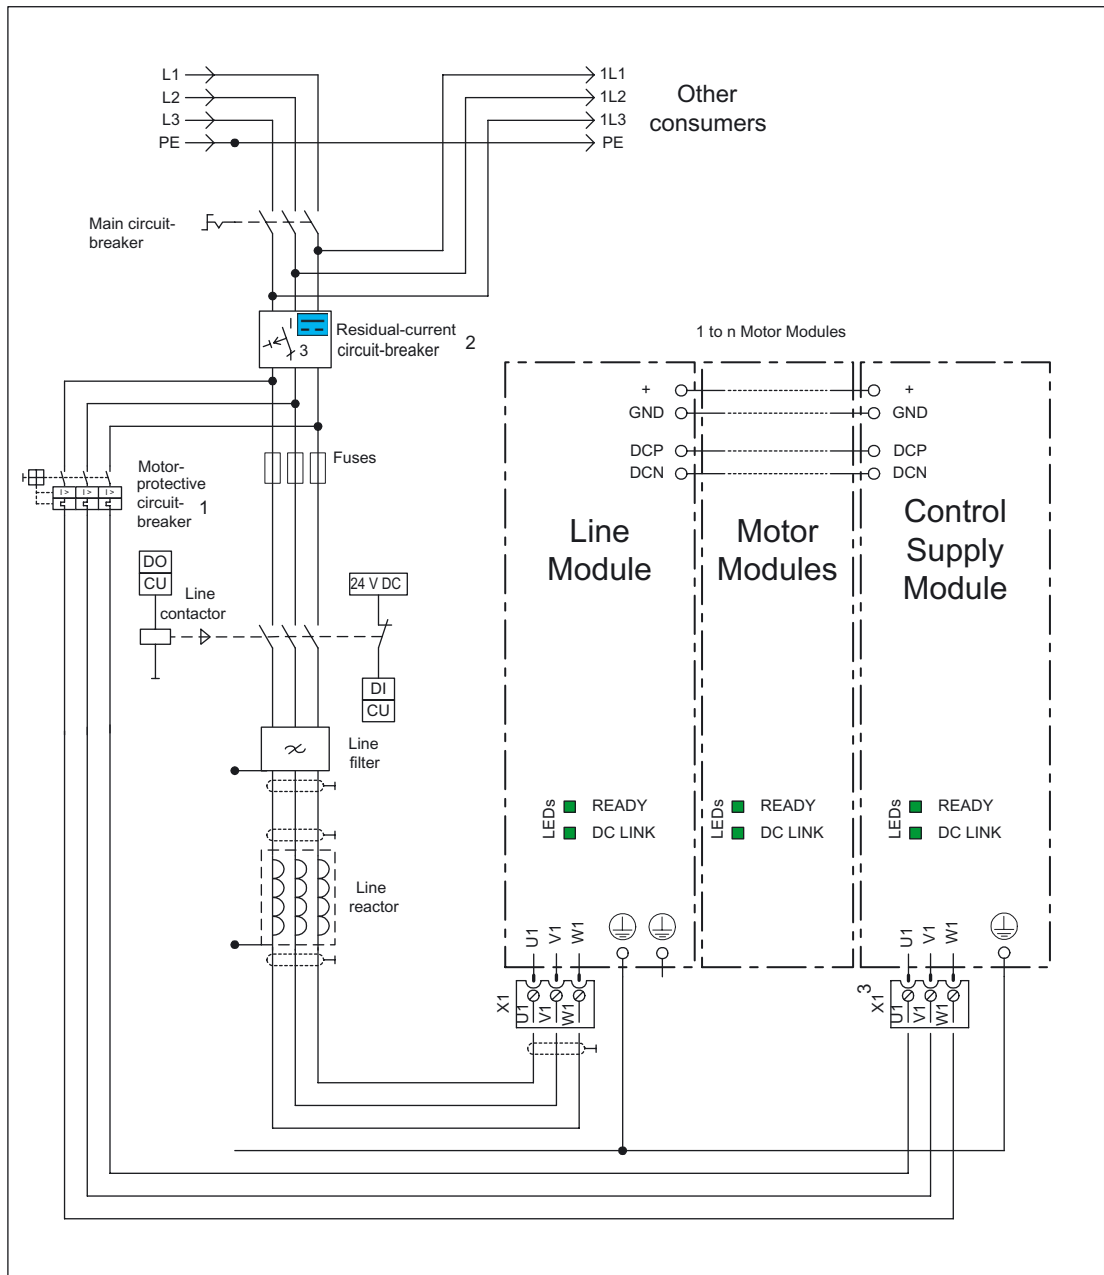 L1
L2
L3
PE
1L1
1L2
1L3
PE
Other
consumers
Main circuit-
breaker
3
Residual-current
circuit-breaker 2
1 to n Motor Modules
Fuses
Motor-
protective
circuit-
breaker 1
I >
I >
I >
DO
CU
Line
contactor
24 V DC
DI
CU
Line
filter
Line
reactor
+
GND
DCP
DCN
Line
Module
LEDs
READY
DC LINK
U1
V1
W1
X1
U1
V1
W1
Motor
Modules
LEDs
READY
DC LINK
+
GND
DCP
DCN
Control
Supply
Module
LEDs
READY
DC LINK
U1
V1
W1
3
X1
U1
V1
W1